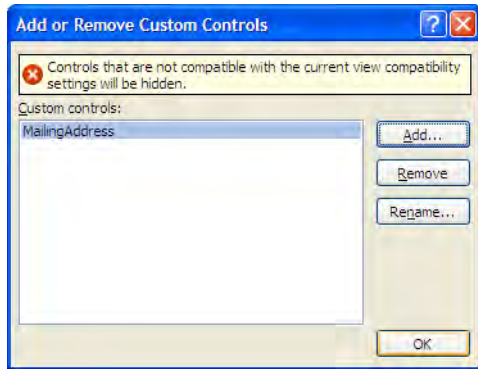 Add or Remove Custom Controls
Controls that are not compatible with the current view compatibility
settings will be hidden.
Custom controls:
MailingAddress
Add...
Remove
Rename...
OK